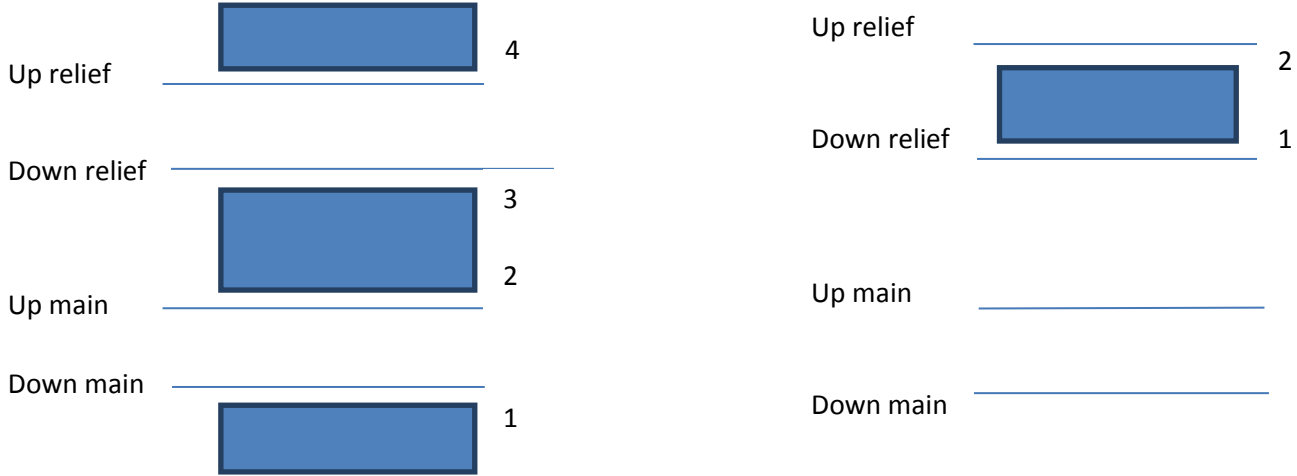 4
Up relief
Down relief
3
2
Up main
Down main
1
Up relief
2
Down relief
1
Up main
Down main